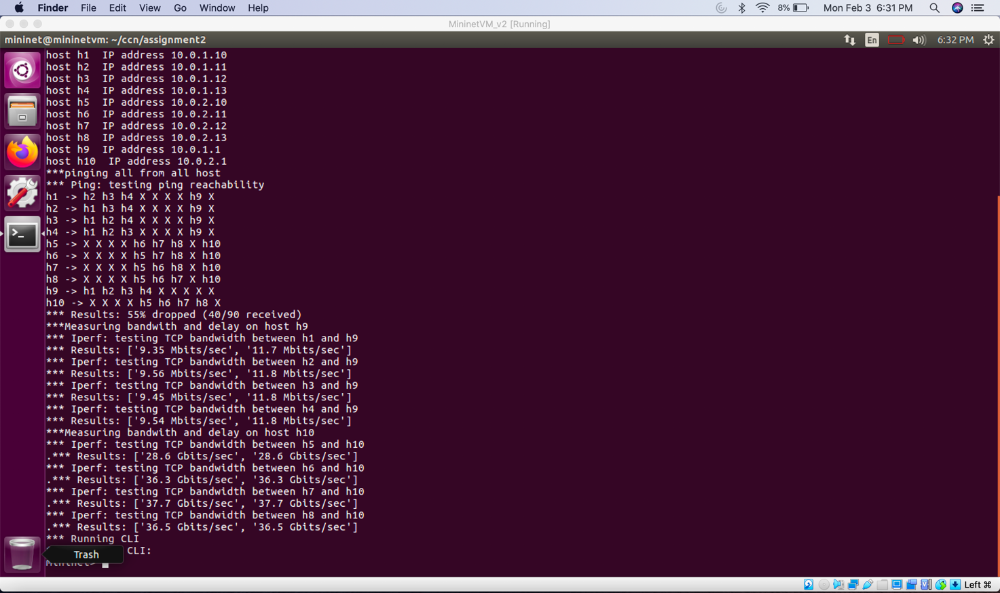 Finder File Edit View Go Window Help 8% Mon Feb 3 6:31 PM
MininetVM_v2 [Running]
mininet@mininetvm: ~/ccn/assignment2 En 6:32 PM
host h1  IP address 10.0.1.10
host h2  IP address 10.0.1.11
host h3  IP address 10.0.1.12
host h4  IP address 10.0.1.13
host h5  IP address 10.0.2.10
host h6  IP address 10.0.2.11
host h7  IP address 10.0.2.12
host h8  IP address 10.0.2.13
host h9  IP address 10.0.1.1
host h10  IP address 10.0.2.1
***pinging all from all host
*** Ping: testing ping reachability
h1 -> h2 h3 h4 X X X X h9 X
h2 -> h1 h3 h4 X X X X h9 X
h3 -> h1 h2 h4 X X X X h9 X
h4 -> h1 h2 h3 X X X X h9 X
h5 -> X X X X h6 h7 h8 X h10
h6 -> X X X X h5 h7 h8 X h10
h7 -> X X X X h5 h6 h8 X h10
h8 -> X X X X h5 h6 h7 X h10
h9 -> h1 h2 h3 h4 X X X X X
h10 -> X X X X h5 h6 h7 h8 X
*** Results: 55% dropped (40/90 received)
***Measuring bandwith and delay on host h9
*** Iperf: testing TCP bandwidth between h1 and h9
*** Results: ['9.35 Mbits/sec', '11.7 Mbits/sec']
*** Iperf: testing TCP bandwidth between h2 and h9
*** Results: ['9.56 Mbits/sec', '11.8 Mbits/sec']
*** Iperf: testing TCP bandwidth between h3 and h9
*** Results: ['9.45 Mbits/sec', '11.8 Mbits/sec']
*** Iperf: testing TCP bandwidth between h4 and h9
*** Results: ['9.54 Mbits/sec', '11.8 Mbits/sec']
***Measuring bandwith and delay on host h10
*** Iperf: testing TCP bandwidth between h5 and h10
.*** Results: ['28.6 Gbits/sec', '28.6 Gbits/sec']
*** Iperf: testing TCP bandwidth between h6 and h10
.*** Results: ['36.3 Gbits/sec', '36.3 Gbits/sec']
*** Iperf: testing TCP bandwidth between h7 and h10
.*** Results: ['37.7 Gbits/sec', '37.7 Gbits/sec']
*** Iperf: testing TCP bandwidth between h8 and h10
.*** Results: ['36.5 Gbits/sec', '36.5 Gbits/sec']
*** Running CLI
CLI:
Trash
mininet>
Left ⌘